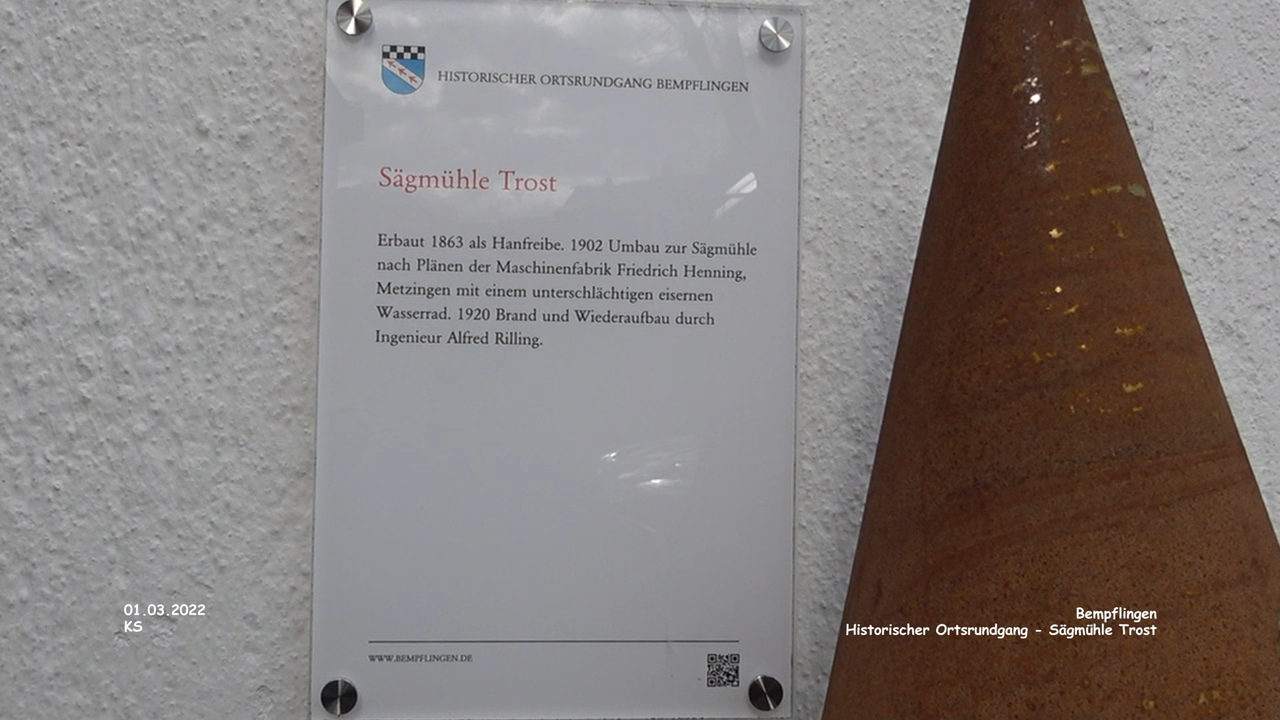 HISTORISCHER ORTSRUNDGANG BEMPFLINGEN
Sägmühle Trost
Erbaut 1863 als Hanfreibe. 1902 Umbau zur Sägmühle
nach Plänen der Maschinenfabrik Friedrich Henning,
Metzingen mit einem unterschlächtigen eisernen
Wasserrad. 1920 Brand und Wiederaufbau durch
Ingenieur Alfred Rilling.
WWW.BEMPFLINGEN.DE
01.03.2022
KS
Bempflingen
Historischer Ortsrundgang - Sägmühle Trost